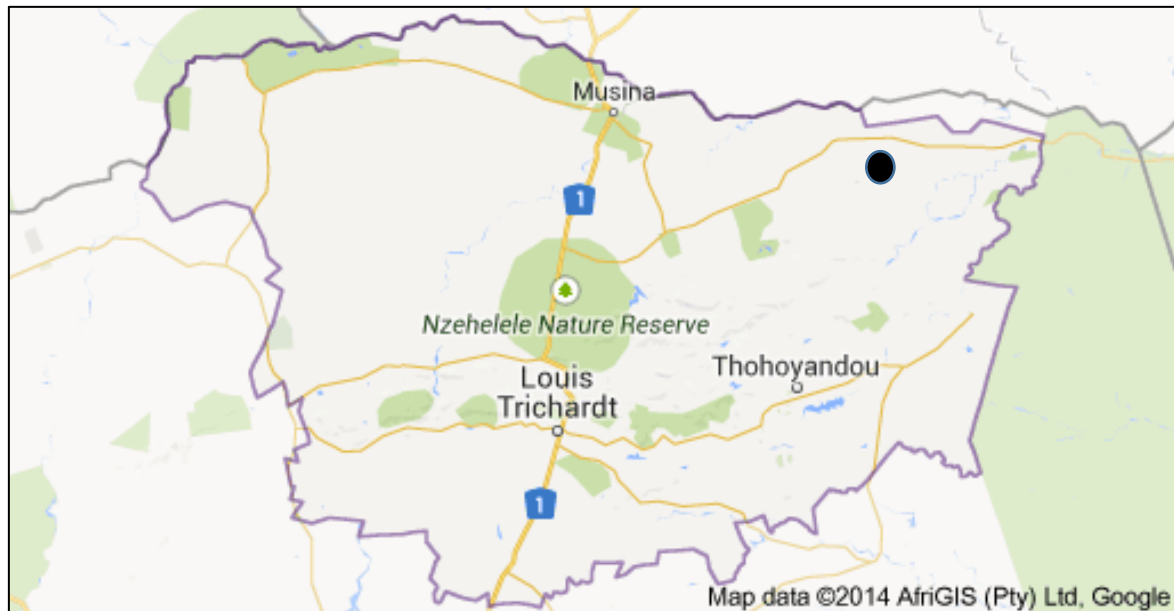 Musina
1
Nzehelele Nature Reserve
Thohoyandou
Louis
Trichardt
1
Map data ©2014 AfriGIS (Pty) Ltd, Google